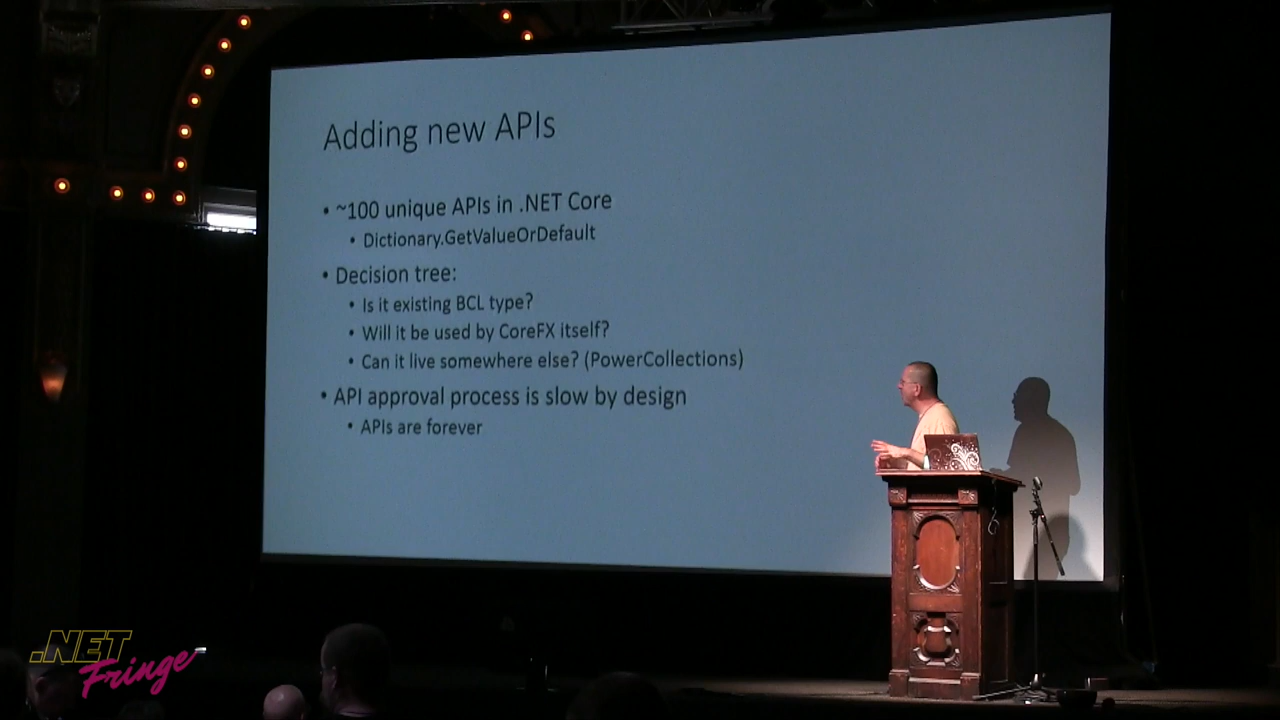 Adding new APIs
• ~100 unique APIs in .NET Core
• Dictionary.GetValueOrDefault
• Decision tree:
• Is it existing BCL type?
• Will it be used by CoreFX itself?
• Can it live somewhere else? (PowerCollections)
• API approval process is slow by design
• APIs are forever
.NET
Fringe